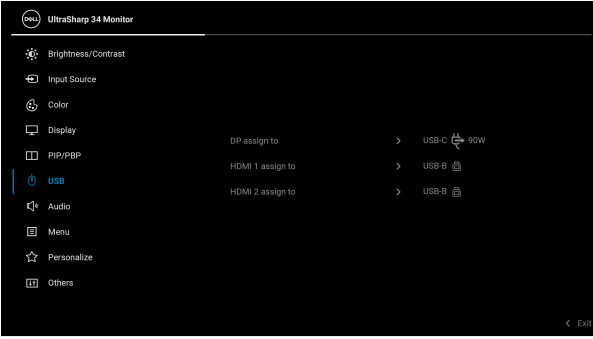 DELL
UltraSharp 34 Monitor
Brightness/Contrast
Input Source
Color
Display
PIP/PBP
USB
Audio
Menu
Personalize
Others
DP assign to > USB-C 90W
HDMI 1 assign to > USB-B
HDMI 2 assign to > USB-B
< Exit